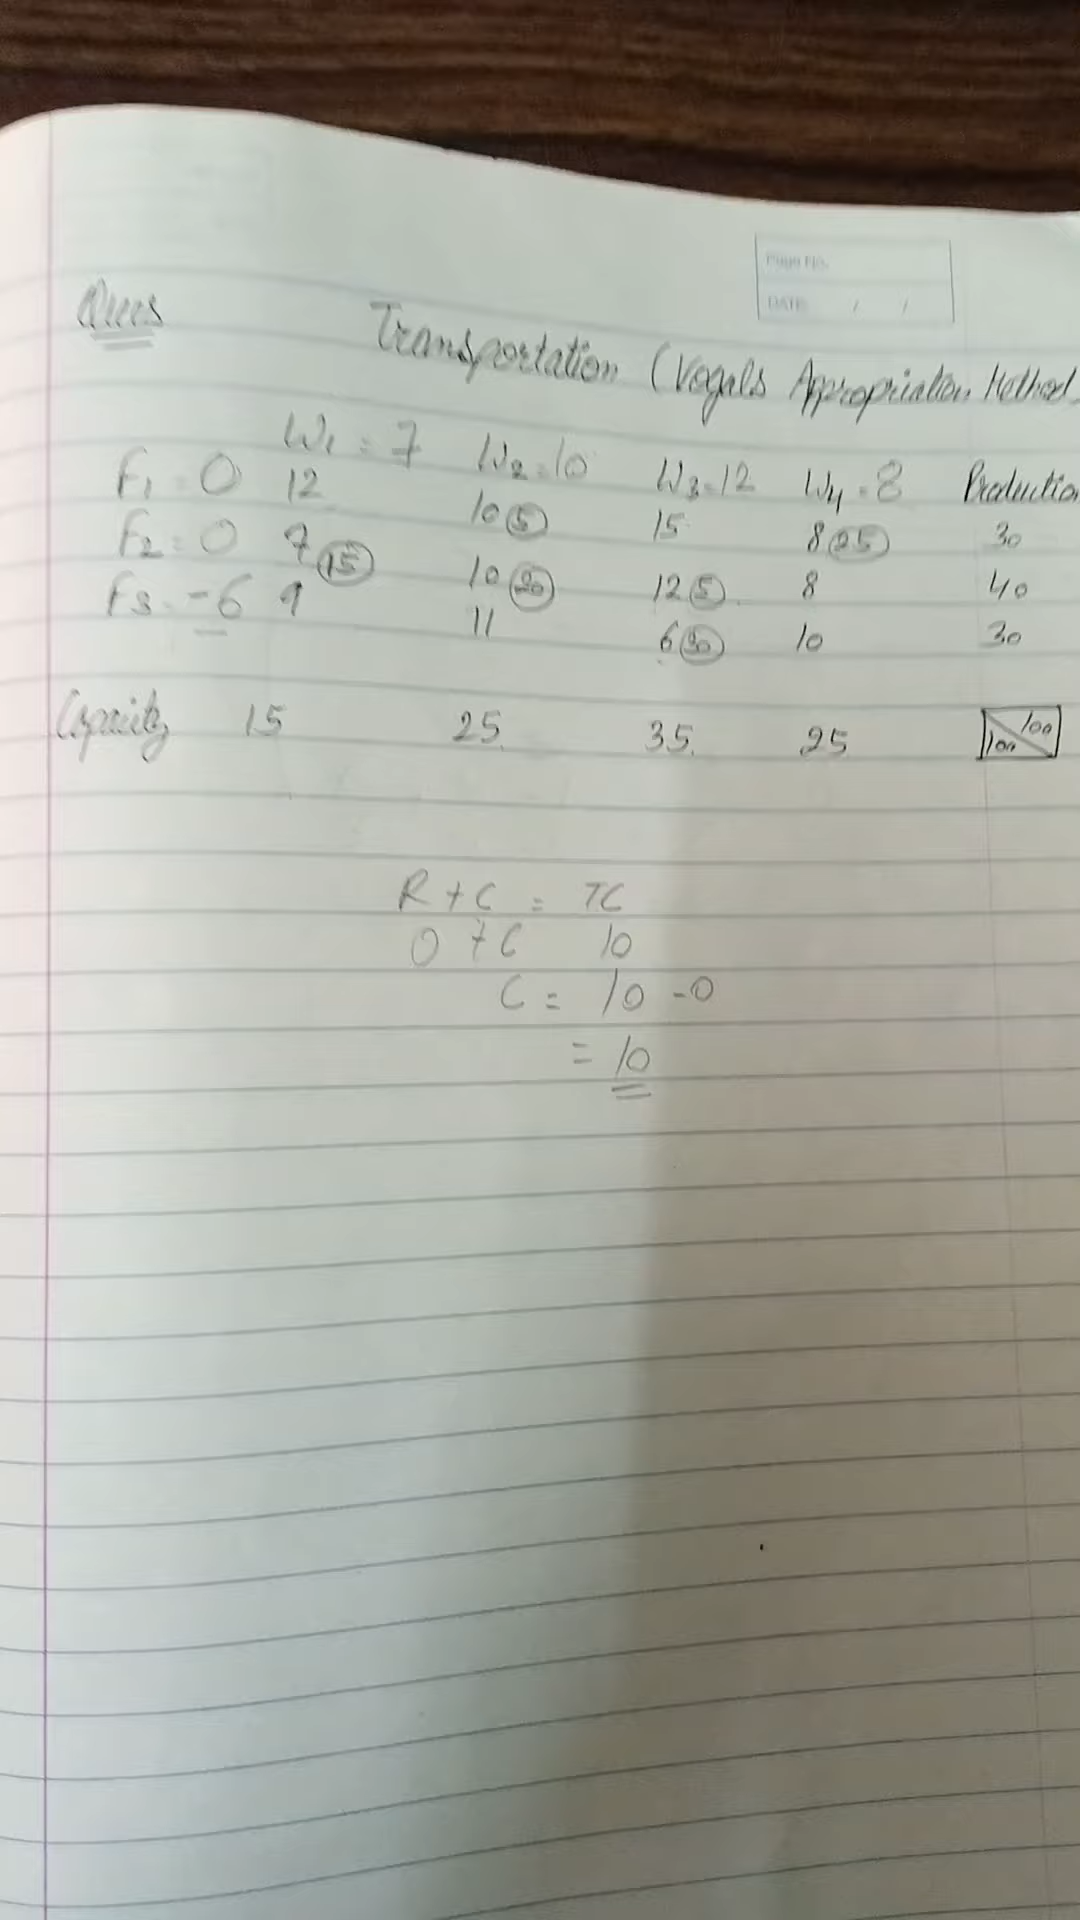 Page No.
DATE: / /
Ques
Transportation (Vogals Appropriation Method
W1 = 7 W2 = 10 W3 = 12 W4 = 8 Productio
F1 = 0 12 10 (5) 15 8 (25) 30
F2 = 0 7 (15) 10 (20) 12 (5) 8 40
F3 = -6 9 11 6 (30) 10 30
Capacity 15 25 35 25 100 100
R + C = TC
0 + C 10
C = 10 - 0
= 10